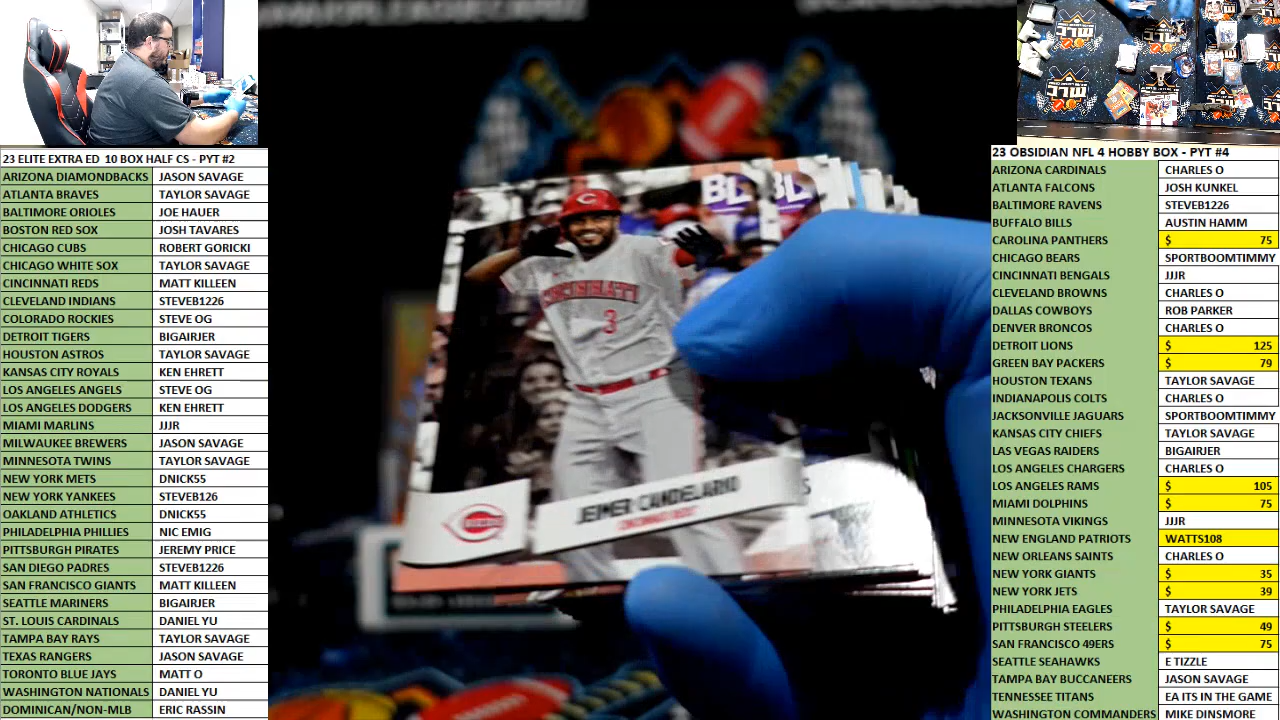 23 ELITE EXTRA ED 10 BOX HALF CS - PYT #2
ARIZONA DIAMONDBACKS JASON SAVAGE
ATLANTA BRAVES TAYLOR SAVAGE
BALTIMORE ORIOLES JOE HAUER
BOSTON RED SOX JOSH TAVARES
CHICAGO CUBS ROBERT GORICKI
CHICAGO WHITE SOX TAYLOR SAVAGE
CINCINNATI REDS MATT KILLEEN
CLEVELAND INDIANS STEVEB1226
COLORADO ROCKIES STEVE OG
DETROIT TIGERS BIGAIRJER
HOUSTON ASTROS TAYLOR SAVAGE
KANSAS CITY ROYALS KEN EHRETT
LOS ANGELES ANGELS STEVE OG
LOS ANGELES DODGERS KEN EHRETT
MIAMI MARLINS JJJR
MILWAUKEE BREWERS JASON SAVAGE
MINNESOTA TWINS TAYLOR SAVAGE
NEW YORK METS DNICK55
NEW YORK YANKEES STEVEB126
OAKLAND ATHLETICS DNICK55
PHILADELPHIA PHILLIES NIC EMIG
PITTSBURGH PIRATES JEREMY PRICE
SAN DIEGO PADRES STEVEB1226
SAN FRANCISCO GIANTS MATT KILLEEN
SEATTLE MARINERS BIGAIRJER
ST. LOUIS CARDINALS DANIEL YU
TAMPA BAY RAYS TAYLOR SAVAGE
TEXAS RANGERS JASON SAVAGE
TORONTO BLUE JAYS MATT O
WASHINGTON NATIONALS DANIEL YU
DOMINICAN/NON-MLB ERIC RASSIN
CINCINNATI
3
JEIMER CANDELARIO
CINCINNATI REDS
REDS
MLC
23 OBSIDIAN NFL 4 HOBBY BOX - PYT #4
ARIZONA CARDINALS CHARLES O
ATLANTA FALCONS JOSH KUNKEL
BALTIMORE RAVENS STEVEB1226
BUFFALO BILLS AUSTIN HAMM
CAROLINA PANTHERS $ 75
CHICAGO BEARS SPORTBOOMTIMMY
CINCINNATI BENGALS JJJR
CLEVELAND BROWNS CHARLES O
DALLAS COWBOYS ROB PARKER
DENVER BRONCOS CHARLES O
DETROIT LIONS $ 125
GREEN BAY PACKERS $ 79
HOUSTON TEXANS TAYLOR SAVAGE
INDIANAPOLIS COLTS CHARLES O
JACKSONVILLE JAGUARS SPORTBOOMTIMMY
KANSAS CITY CHIEFS TAYLOR SAVAGE
LAS VEGAS RAIDERS BIGAIRJER
LOS ANGELES CHARGERS CHARLES O
LOS ANGELES RAMS $ 105
MIAMI DOLPHINS $ 75
MINNESOTA VIKINGS JJJR
NEW ENGLAND PATRIOTS WATTS108
NEW ORLEANS SAINTS CHARLES O
NEW YORK GIANTS $ 35
NEW YORK JETS $ 39
PHILADELPHIA EAGLES TAYLOR SAVAGE
PITTSBURGH STEELERS $ 49
SAN FRANCISCO 49ERS $ 75
SEATTLE SEAHAWKS E TIZZLE
TAMPA BAY BUCCANEERS JASON SAVAGE
TENNESSEE TITANS EA ITS IN THE GAME
WASHINGTON COMMANDERS MIKE DINSMORE